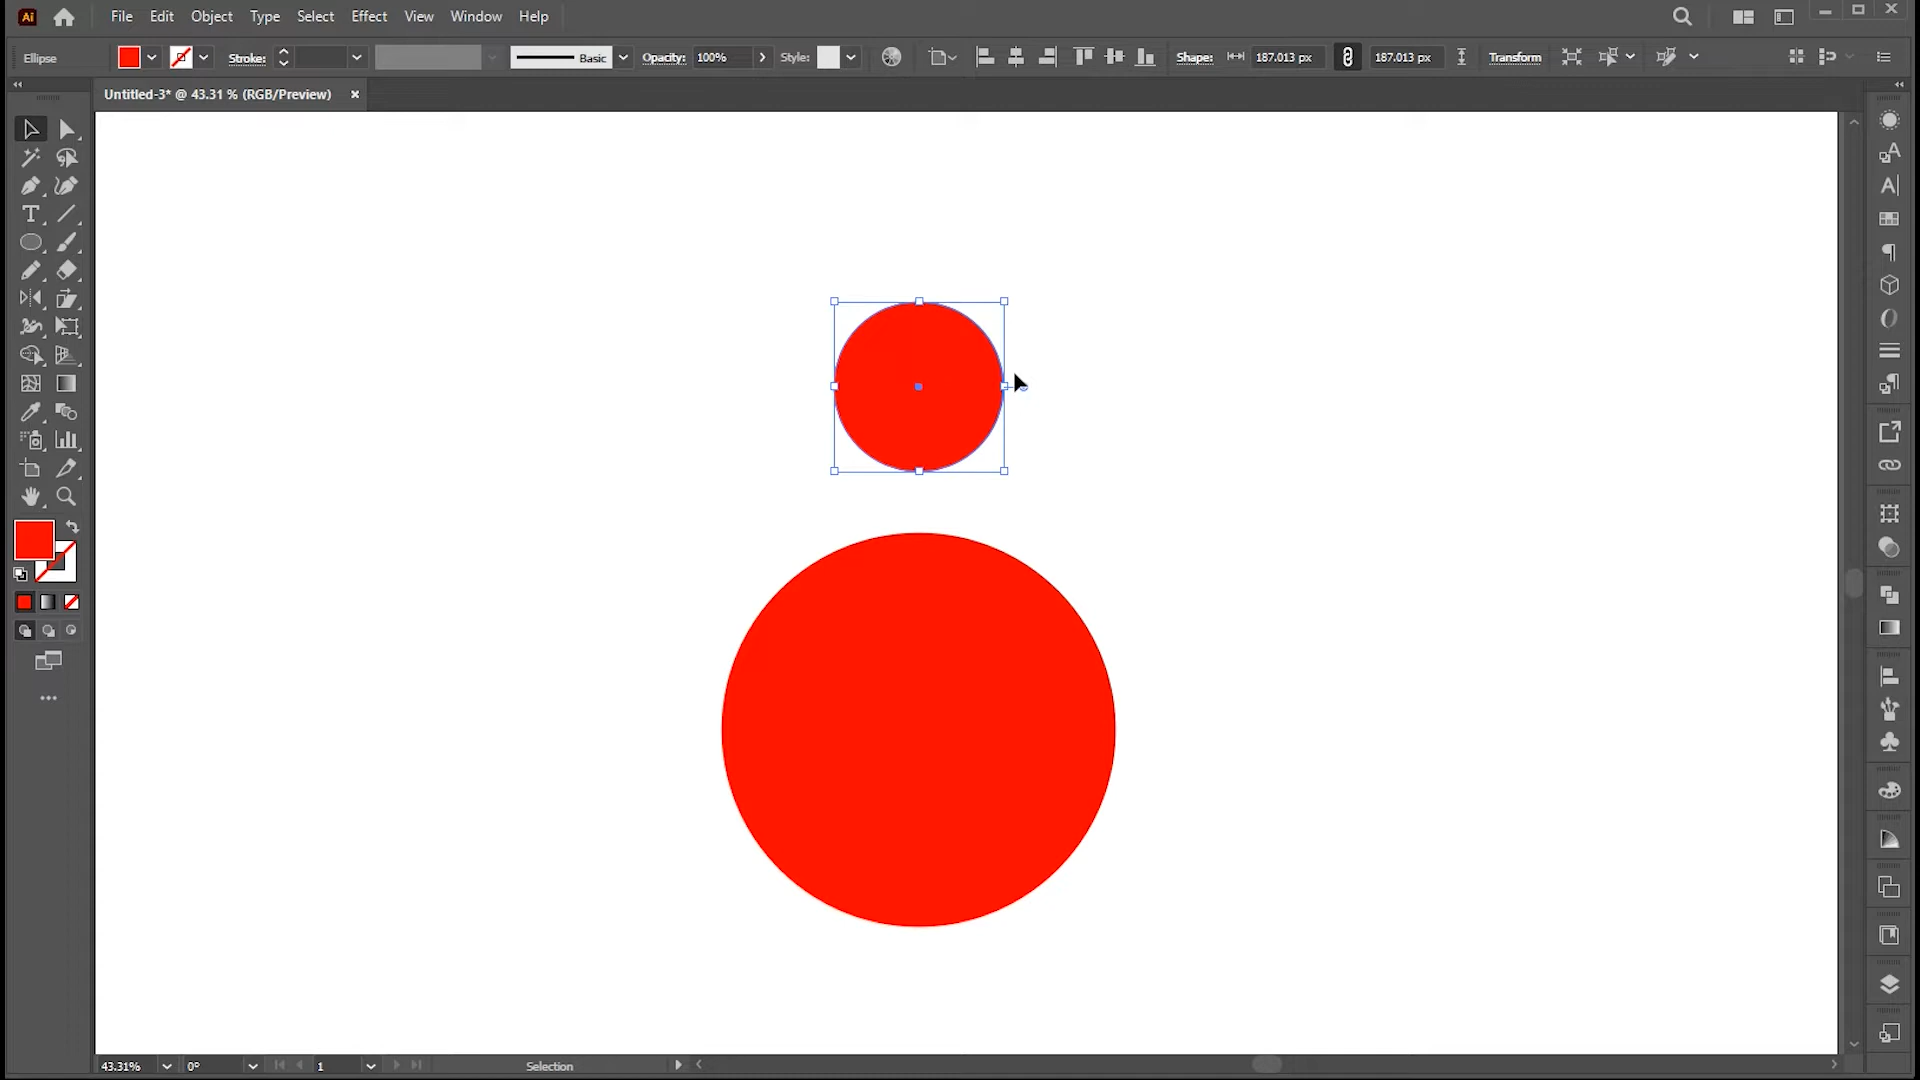 Ai File Edit Object Type Select Effect View Window Help
Ellipse Stroke: Basic Opacity: 100% Style: Shape: 187.013 px 187.013 px Transform
Untitled-3* @ 43.31 % (RGB/Preview)
43.31% 0° 1 Selection